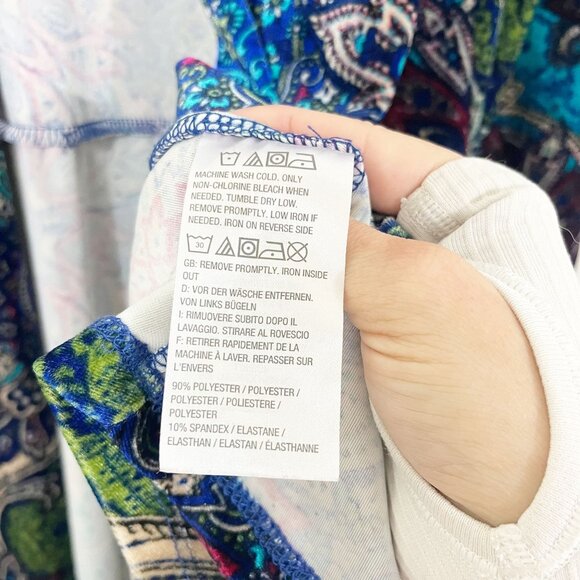 MACHINE WASH COLD. ONLY
NON-CHLORINE BLEACH WHEN
NEEDED. TUMBLE DRY LOW.
REMOVE PROMPTLY. LOW IRON IF
NEEDED. IRON ON REVERSE SIDE
30
GB: REMOVE PROMPTLY. IRON INSIDE
OUT
D: VOR DER WÄSCHE ENTFERNEN.
VON LINKS BÜGELN
I: RIMUOVERE SUBITO DOPO IL
LAVAGGIO. STIRARE AL ROVESCIO
F: RETIRER RAPIDEMENT DE LA
MACHINE À LAVER. REPASSER SUR
L'ENVERS
90% POLYESTER / POLYESTER /
POLYESTER / POLIESTERE /
POLYESTER
10% SPANDEX / ELASTANE /
ELASTHAN / ELASTAN / ÉLASTHANNE